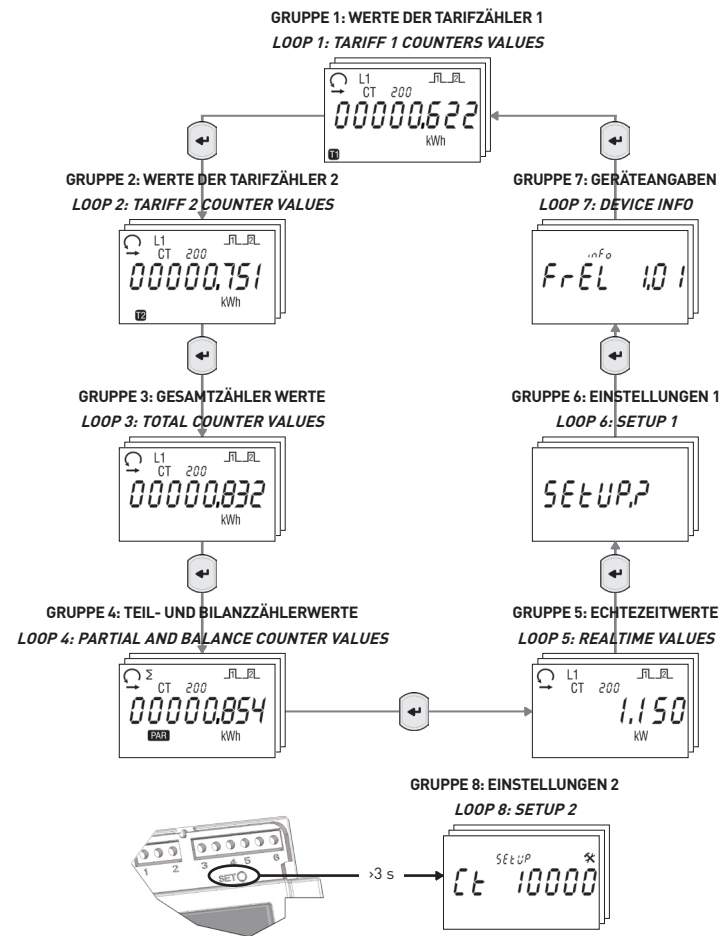 GRUPPE 1: WERTE DER TARIFZÄHLER 1
LOOP 1: TARIFF 1 COUNTERS VALUES
L1
CT 200
00000.622
kWh
T1
GRUPPE 2: WERTE DER TARIFZÄHLER 2
LOOP 2: TARIFF 2 COUNTER VALUES
L1
CT 200
00000.751
kWh
T2
GRUPPE 3: GESAMTZÄHLER WERTE
LOOP 3: TOTAL COUNTER VALUES
L1
CT 200
00000.832
kWh
GRUPPE 4: TEIL- UND BILANZZÄHLERWERTE
LOOP 4: PARTIAL AND BALANCE COUNTER VALUES
Σ
CT 200
00000.854
PAR kWh
GRUPPE 7: GERÄTEANGABEN
LOOP 7: DEVICE INFO
inFo
FrEL 1.01
GRUPPE 6: EINSTELLUNGEN 1
LOOP 6: SETUP 1
SEtUP.?
GRUPPE 5: ECHTEZEITWERTE
LOOP 5: REALTIME VALUES
L1
CT 200
1.150
kW
GRUPPE 8: EINSTELLUNGEN 2
LOOP 8: SETUP 2
SEtUP
Ct 10000
1 2 3 4 5 6
SET
>3 s